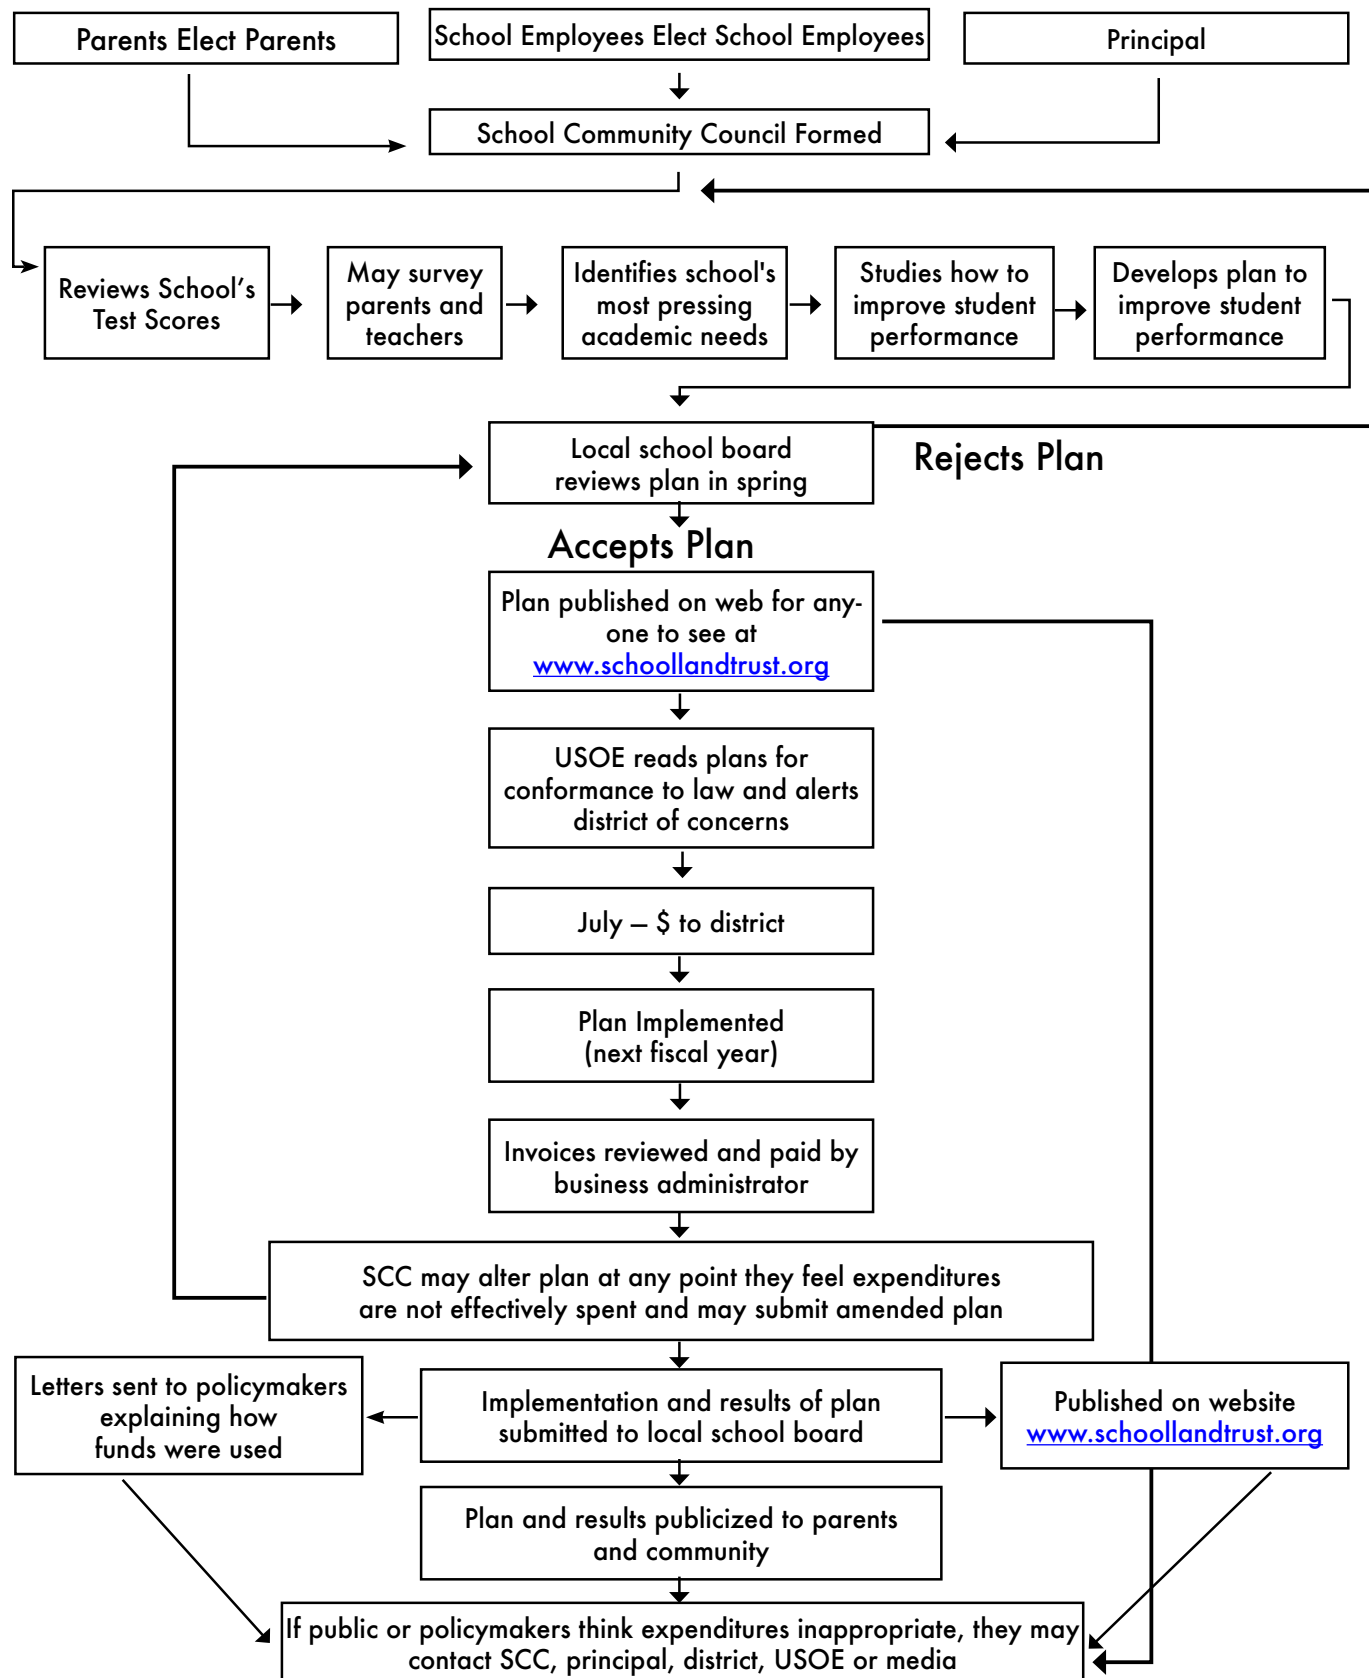 Parents Elect Parents
School Employees Elect School Employees
Principal
School Community Council Formed
Reviews School’s
Test Scores
May survey
parents and
teachers
Identifies school's
most pressing
academic needs
Studies how to
improve student
performance
Develops plan to
improve student
performance
Local school board
reviews plan in spring
Rejects Plan
Accepts Plan
Plan published on web for any-
one to see at
www.schoollandtrust.org
USOE reads plans for
conformance to law and alerts
district of concerns
July – $ to district
Plan Implemented
(next fiscal year)
Invoices reviewed and paid by
business administrator
SCC may alter plan at any point they feel expenditures
are not effectively spent and may submit amended plan
Letters sent to policymakers
explaining how
funds were used
Implementation and results of plan
submitted to local school board
Published on website
www.schoollandtrust.org
Plan and results publicized to parents
and community
If public or policymakers think expenditures inappropriate, they may
contact SCC, principal, district, USOE or media